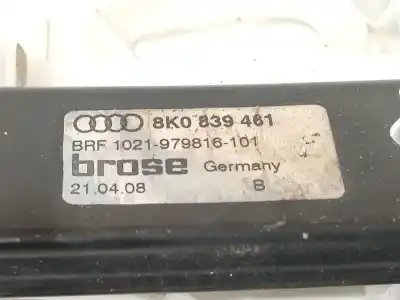 8K0 839 461
BRF 1021-979816-101
brose Germany
21.04.08 B